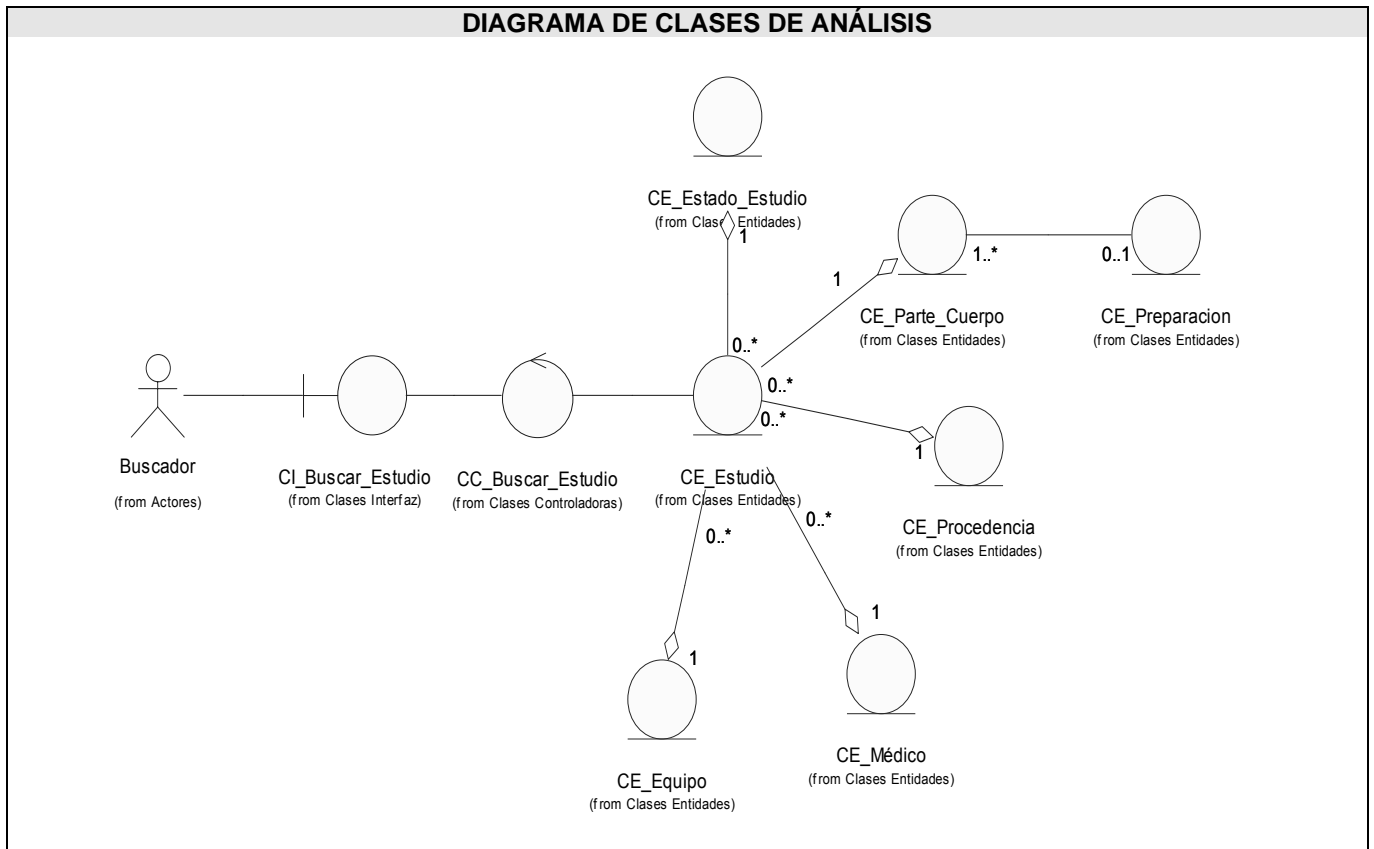 DIAGRAMA DE CLASES DE ANÁLISIS
CE_Estado_Estudio
(from Clases Entidades)
1
0..*
CE_Parte_Cuerpo
(from Clases Entidades)
1
1..*
0..1
CE_Preparacion
(from Clases Entidades)
Buscador
(from Actores)
CI_Buscar_Estudio
(from Clases Interfaz)
CC_Buscar_Estudio
(from Clases Controladoras)
0..*
0..*
CE_Estudio
(from Clases Entidades)
1
CE_Procedencia
(from Clases Entidades)
0..*
0..*
1
1
CE_Equipo
(from Clases Entidades)
CE_Médico
(from Clases Entidades)